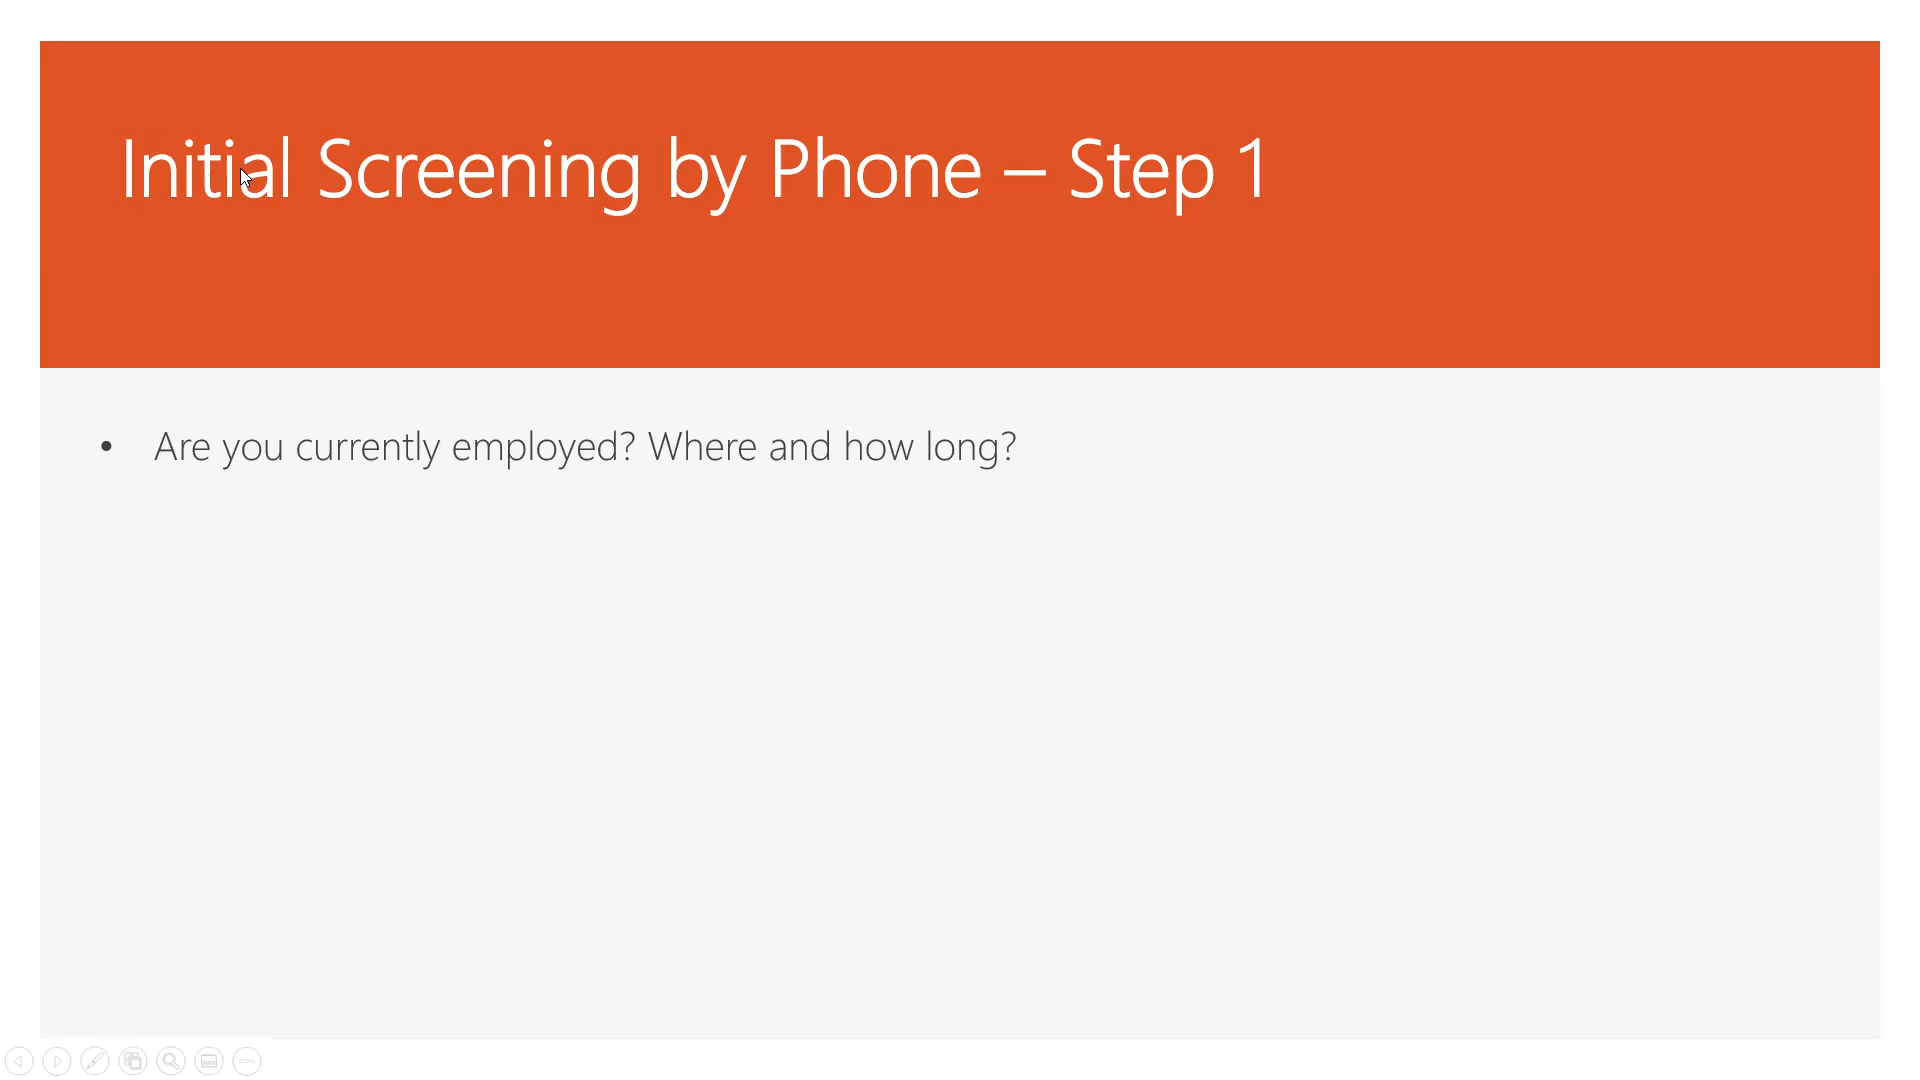 Initial Screening by Phone – Step 1
• Are you currently employed? Where and how long?